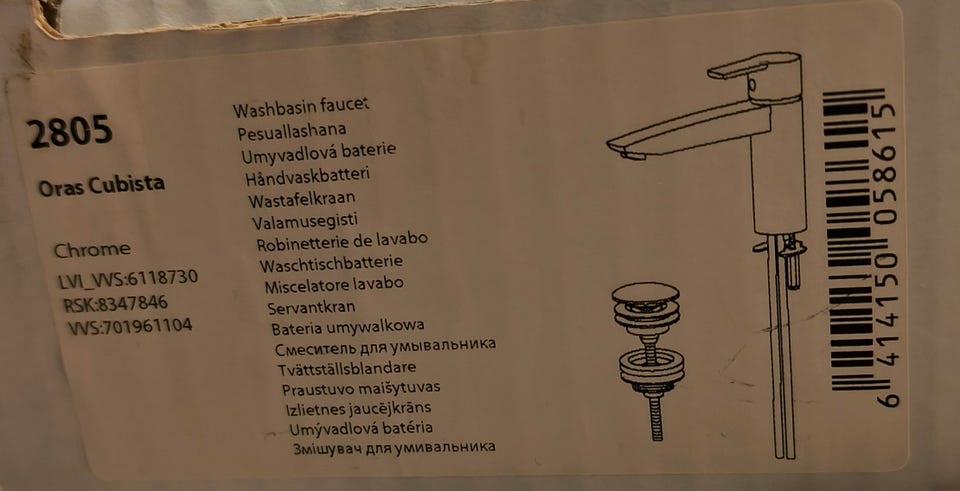 2805
Oras Cubista
Chrome
LVI_VVS:6118730
RSK:8347846
VVS:701961104
Washbasin faucet
Pesuallashana
Umyvadlová baterie
Håndvaskbatteri
Wastafelkraan
Valamusegisti
Robinetterie de lavabo
Waschtischbatterie
Miscelatore lavabo
Servantkran
Bateria umywalkowa
Смеситель для умывальника
Tvättställsblandare
Praustuvo maišytuvas
Izlietnes jaucējkrāns
Umývadlová batéria
Змішувач для умивальника
6 414150 058615